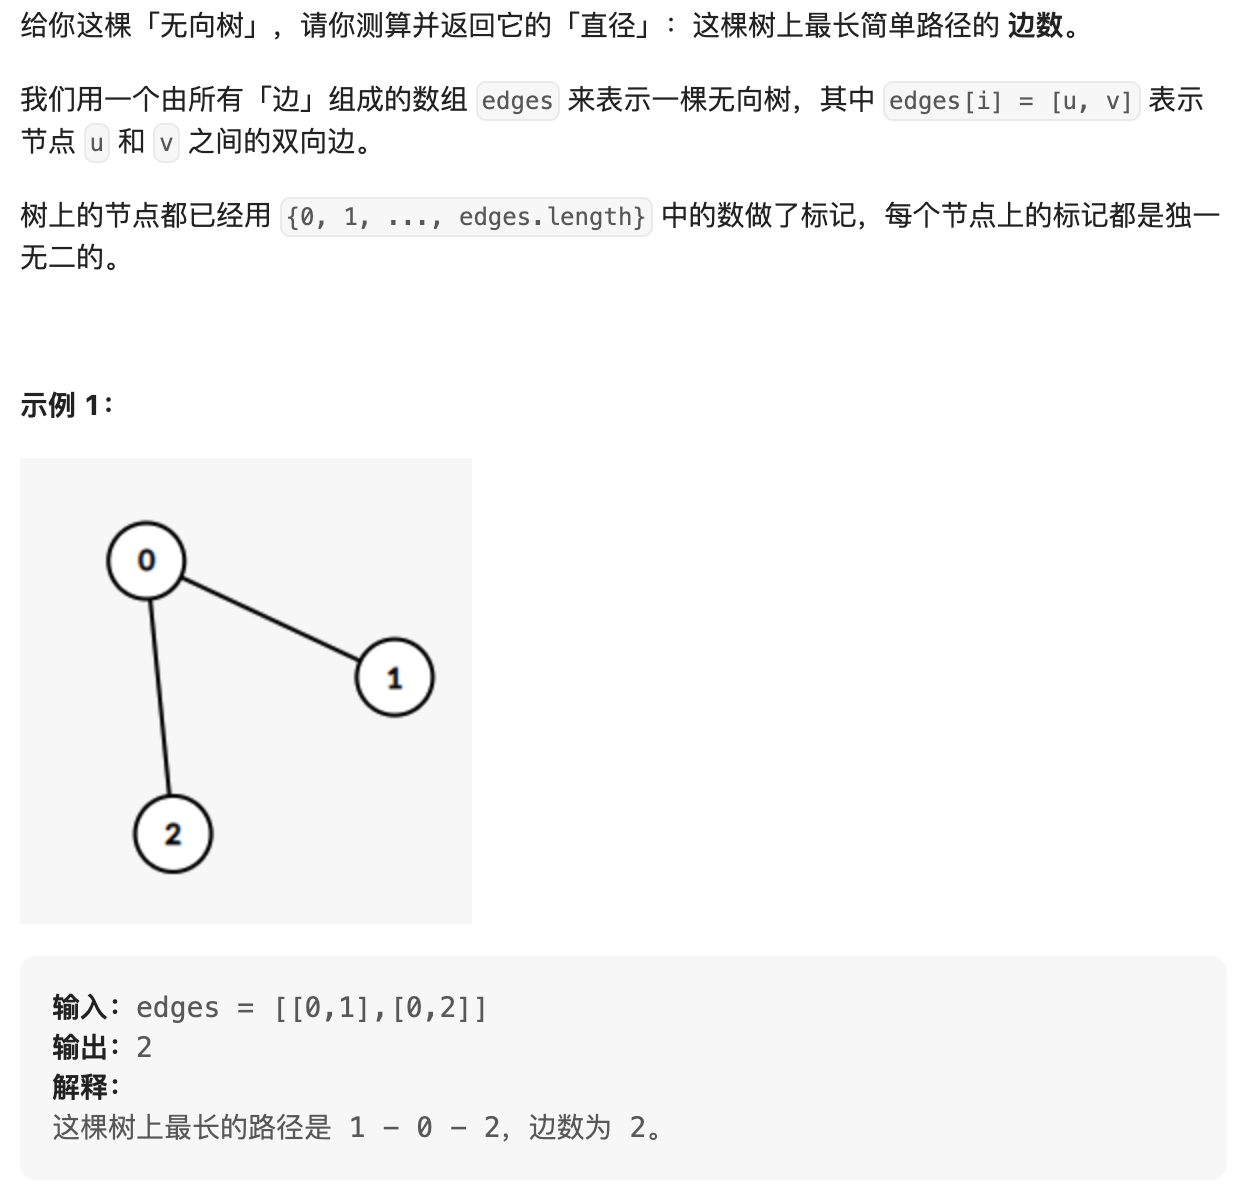 给你这棵「无向树」，请你测算并返回它的「直径」：这棵树上最长简单路径的 边数。
我们用一个由所有「边」组成的数组 edges 来表示一棵无向树，其中 edges[i] = [u, v] 表示
节点 u 和 v 之间的双向边。
树上的节点都已经用 {0, 1, ..., edges.length} 中的数做了标记，每个节点上的标记都是独一
无二的。
示例 1：
0
1
2
输入：edges = [[0,1],[0,2]]
输出：2
解释：
这棵树上最长的路径是 1 - 0 - 2，边数为 2。